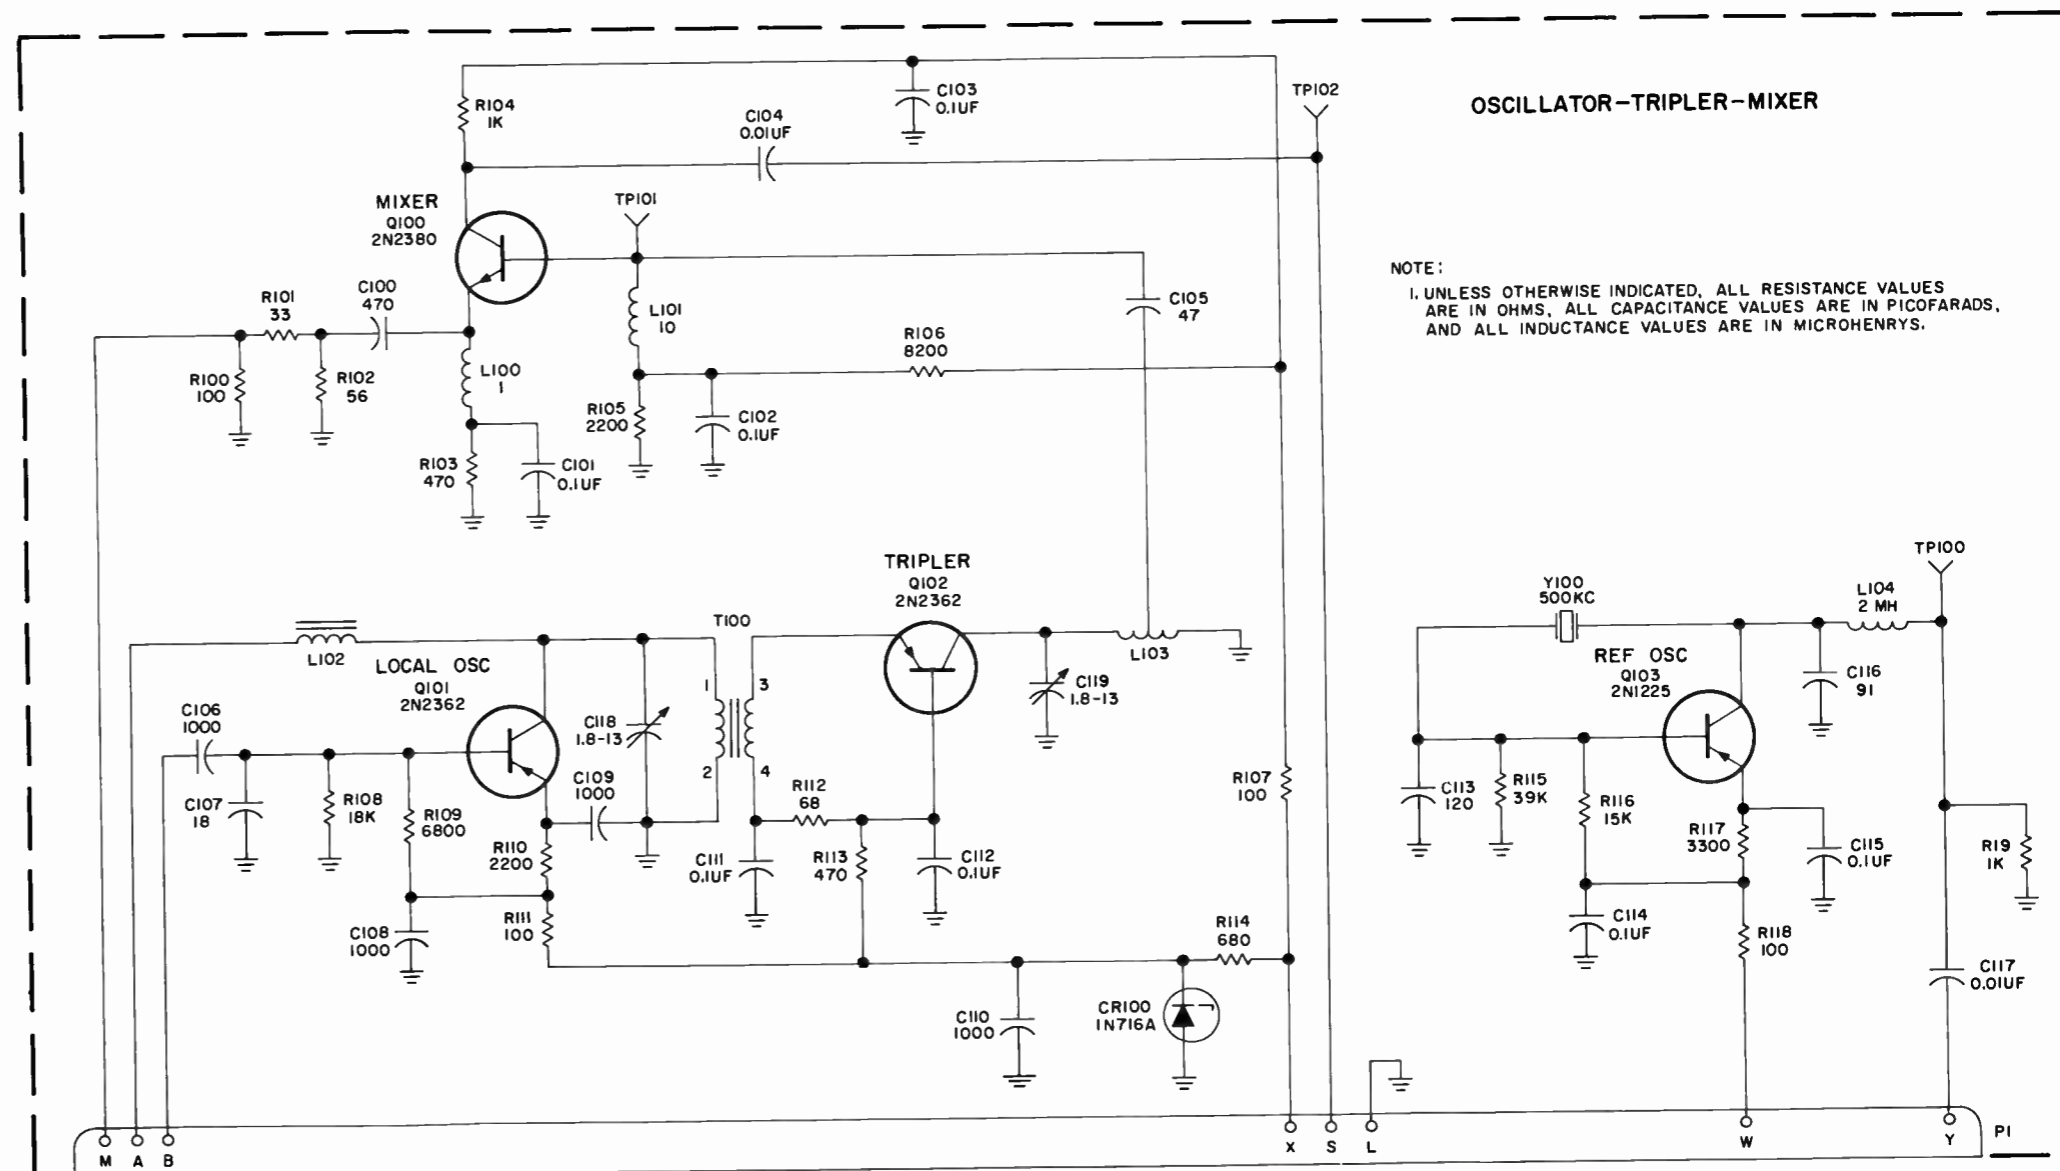 OSCILLATOR-TRIPLER-MIXER
NOTE:
1. UNLESS OTHERWISE INDICATED, ALL RESISTANCE VALUES
ARE IN OHMS, ALL CAPACITANCE VALUES ARE IN PICOFARADS,
AND ALL INDUCTANCE VALUES ARE IN MICROHENRYS.
R104
1K
C103
0.1UF
C104
0.01UF
TP102
MIXER
Q100
2N2380
TP101
R101
33
C100
470
L101
10
C105
47
R106
8200
R100
100
R102
56
L100
1
R105
2200
C102
0.1UF
R103
470
C101
0.1UF
TRIPLER
Q102
2N2362
T100
L102
LOCAL OSC
Q101
2N2362
1
3
2
4
L103
C119
1.8-13
C106
1000
C118
1.8-13
C107
18
R108
18K
R109
6800
C109
1000
R112
68
R107
100
R110
2200
C111
0.1UF
R113
470
C112
0.1UF
C108
1000
R111
100
R114
680
C110
1000
CR100
1N716A
TP100
Y100
500KC
L104
2 MH
REF OSC
Q103
2N1225
C116
91
C113
120
R115
39K
R116
15K
R117
3300
C115
0.1UF
R19
1K
C114
0.1UF
R118
100
C117
0.01UF
M
A
B
X
S
L
W
Y
P1